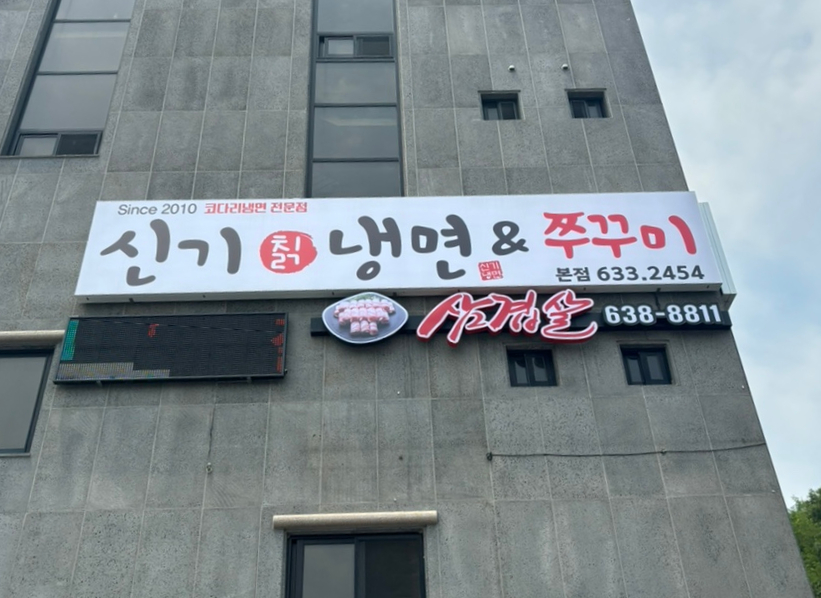 Since 2010 코다리냉면 전문점
신기 칡 냉면 & 쭈꾸미
신기
냉면
본점 633.2454
삼겹살 638-8811